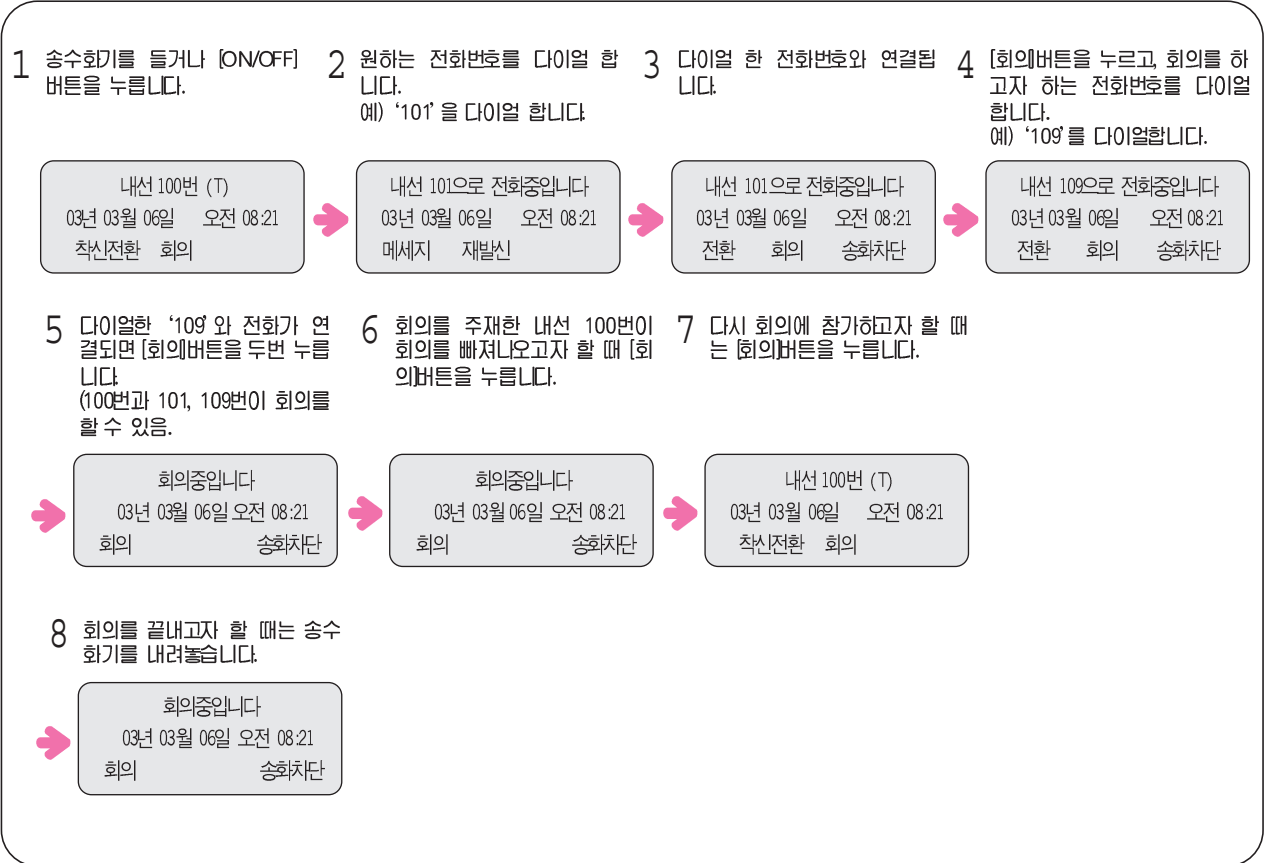 1 송수화기를 들거나 [ON/OFF]
버튼을 누릅니다.
2 원하는 전화번호를 다이얼 합
니다.
예) ‘101’ 을 다이얼 합니다.
3 다이얼 한 전화번호와 연결됩
니다.
4 [회의]버튼을 누르고, 회의를 하
고자 하는 전화번호를 다이얼
합니다.
예) ‘109’ 를 다이얼합니다.
내선 100번 (T)
03년 03월 06일 오전 08:21
착신전환 회의
내선 101으로 전화중입니다
03년 03월 06일 오전 08:21
메세지 재발신
내선 101으로 전화중입니다
03년 03월 06일 오전 08:21
전환 회의 송화차단
내선 109으로 전화중입니다
03년 03월 06일 오전 08:21
전환 회의 송화차단
5 다이얼한 ‘109’ 와 전화가 연
결되면 [회의]버튼을 두번 누릅
니다.
(100번과 101, 109번이 회의를
할 수 있음.
6 회의를 주재한 내선 100번이
회의를 빠져나오고자 할 때 [회
의]버튼을 누릅니다.
7 다시 회의에 참가하고자 할 때
는 [회의]버튼을 누릅니다.
회의중입니다
03년 03월 06일 오전 08:21
회의 송화차단
회의중입니다
03년 03월 06일 오전 08:21
회의 송화차단
내선 100번 (T)
03년 03월 06일 오전 08:21
착신전환 회의
8 회의를 끝내고자 할 때는 송수
화기를 내려놓습니다.
회의중입니다
03년 03월 06일 오전 08:21
회의 송화차단